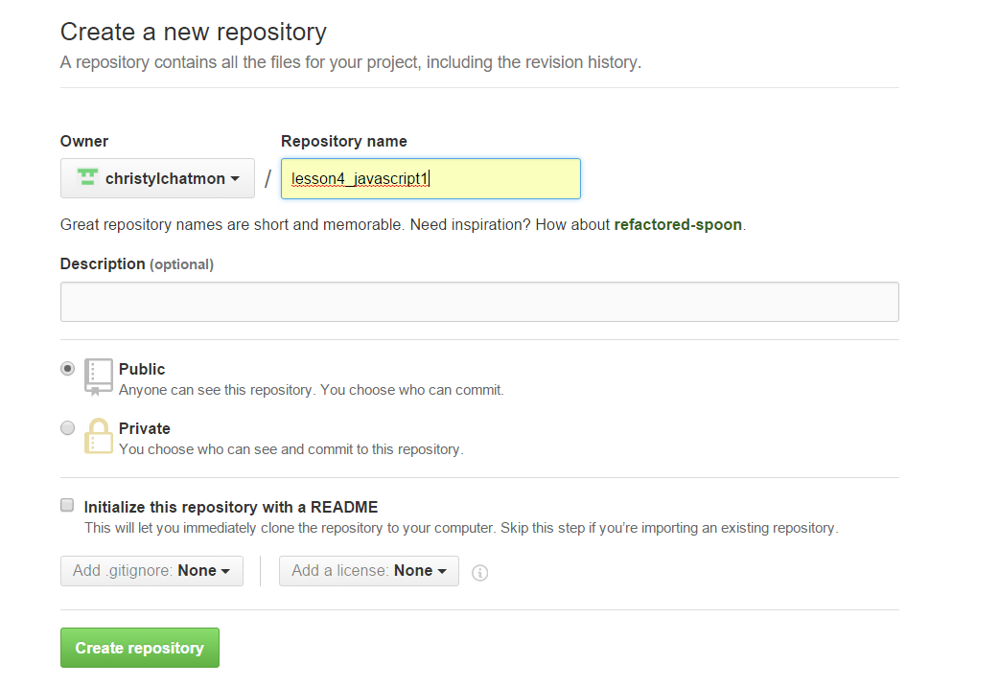 Create a new repository
A repository contains all the files for your project, including the revision history.
Owner
Repository name
christylchatmon
/
lesson4_javascript1
Great repository names are short and memorable. Need inspiration? How about refactored-spoon.
Description (optional)
Public
Anyone can see this repository. You choose who can commit.
Private
You choose who can see and commit to this repository.
Initialize this repository with a README
This will let you immediately clone the repository to your computer. Skip this step if you’re importing an existing repository.
Add .gitignore: None
Add a license: None
Create repository